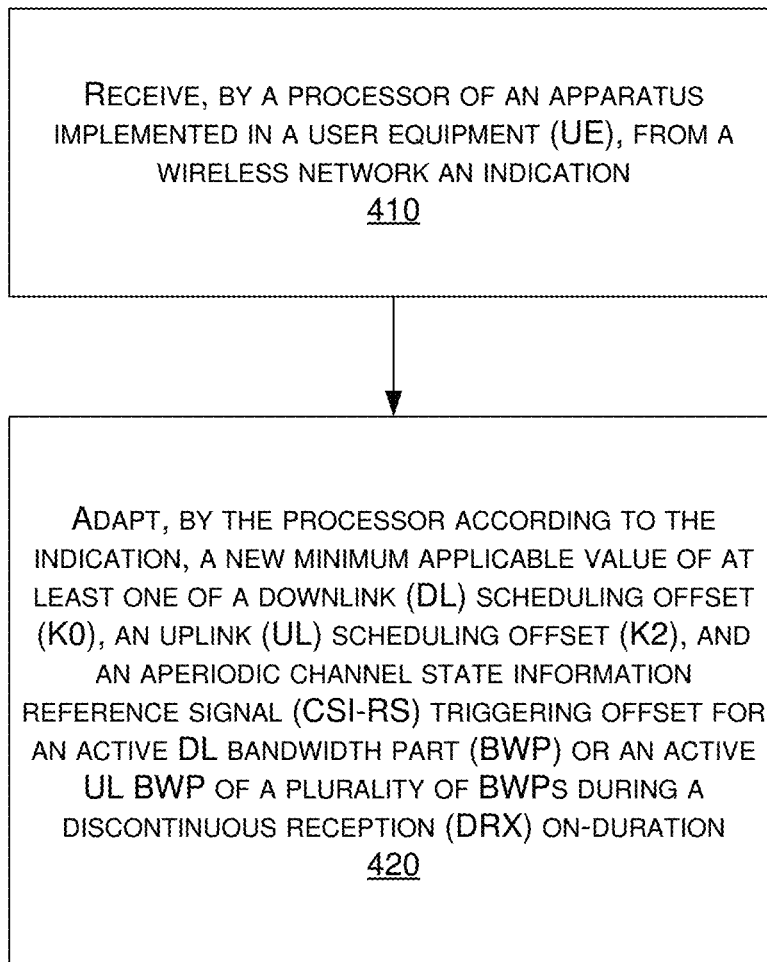 RECEIVE, BY A PROCESSOR OF AN APPARATUS
IMPLEMENTED IN A USER EQUIPMENT (UE), FROM A
WIRELESS NETWORK AN INDICATION
410
ADAPT, BY THE PROCESSOR ACCORDING TO THE
INDICATION, A NEW MINIMUM APPLICABLE VALUE OF AT
LEAST ONE OF A DOWNLINK (DL) SCHEDULING OFFSET
(K0), AN UPLINK (UL) SCHEDULING OFFSET (K2), AND
AN APERIODIC CHANNEL STATE INFORMATION
REFERENCE SIGNAL (CSI-RS) TRIGGERING OFFSET FOR
AN ACTIVE DL BANDWIDTH PART (BWP) OR AN ACTIVE
UL BWP OF A PLURALITY OF BWPS DURING A
DISCONTINUOUS RECEPTION (DRX) ON-DURATION
420